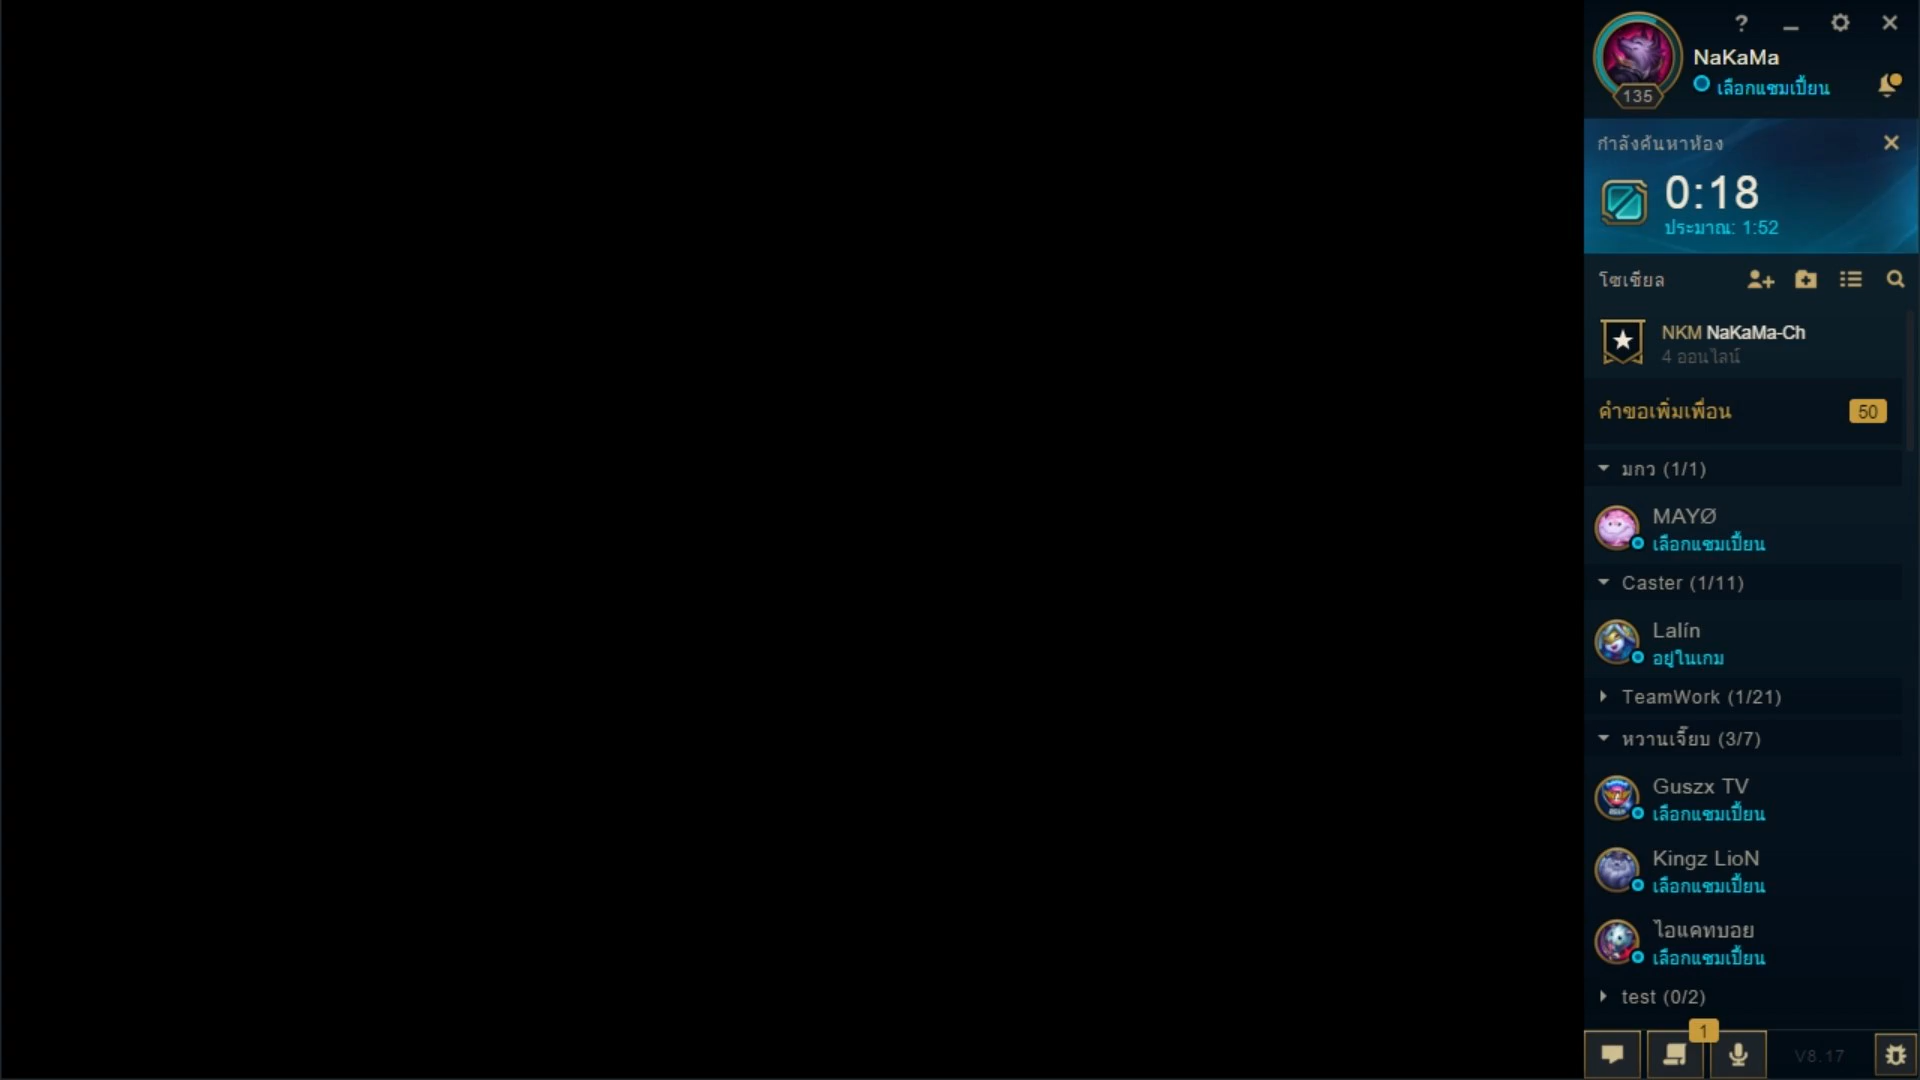 ?
NaKaMa
เลือกแชมเปี้ยน
135
กำลังค้นหาห้อง
0:18
ประมาณ: 1:52
โซเชียล
NKM NaKaMa-Ch
4 ออนไลน์
คำขอเพิ่มเพื่อน
50
มกว (1/1)
MAYØ
เลือกแชมเปี้ยน
Caster (1/11)
Lalín
อยู่ในเกม
TeamWork (1/21)
หวานเจี๊ยบ (3/7)
Guszx TV
เลือกแชมเปี้ยน
Kingz LioN
เลือกแชมเปี้ยน
ไอแคทบอย
เลือกแชมเปี้ยน
test (0/2)
1
V8.17